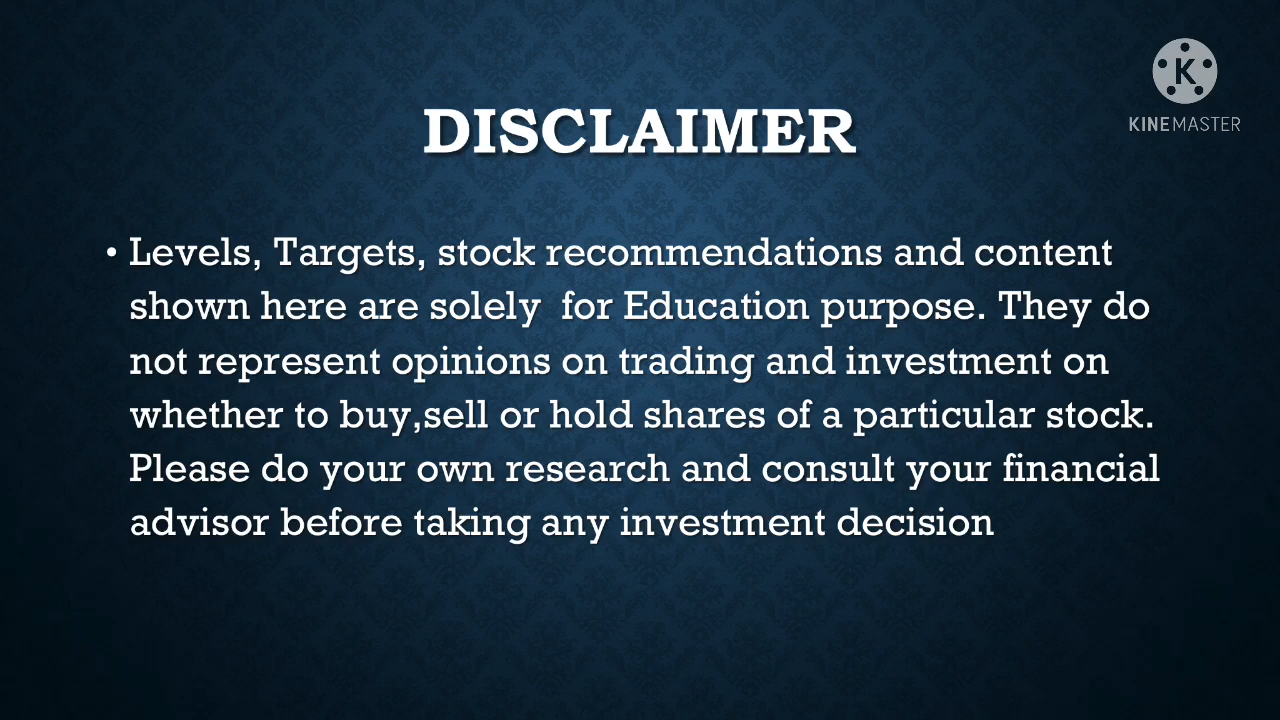 K
KINEMASTER
DISCLAIMER
• Levels, Targets, stock recommendations and content
shown here are solely  for Education purpose. They do
not represent opinions on trading and investment on
whether to buy,sell or hold shares of a particular stock.
Please do your own research and consult your financial
advisor before taking any investment decision